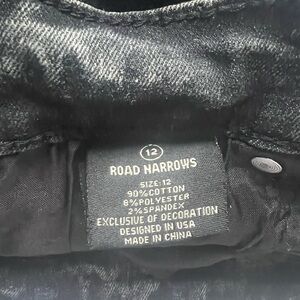 12
ROAD NARROWS
SIZE:12
90%COTTON
8%POLYESTER
2%SPANDEX
EXCLUSIVE OF DECORATION
DESIGNED IN USA
MADE IN CHINA